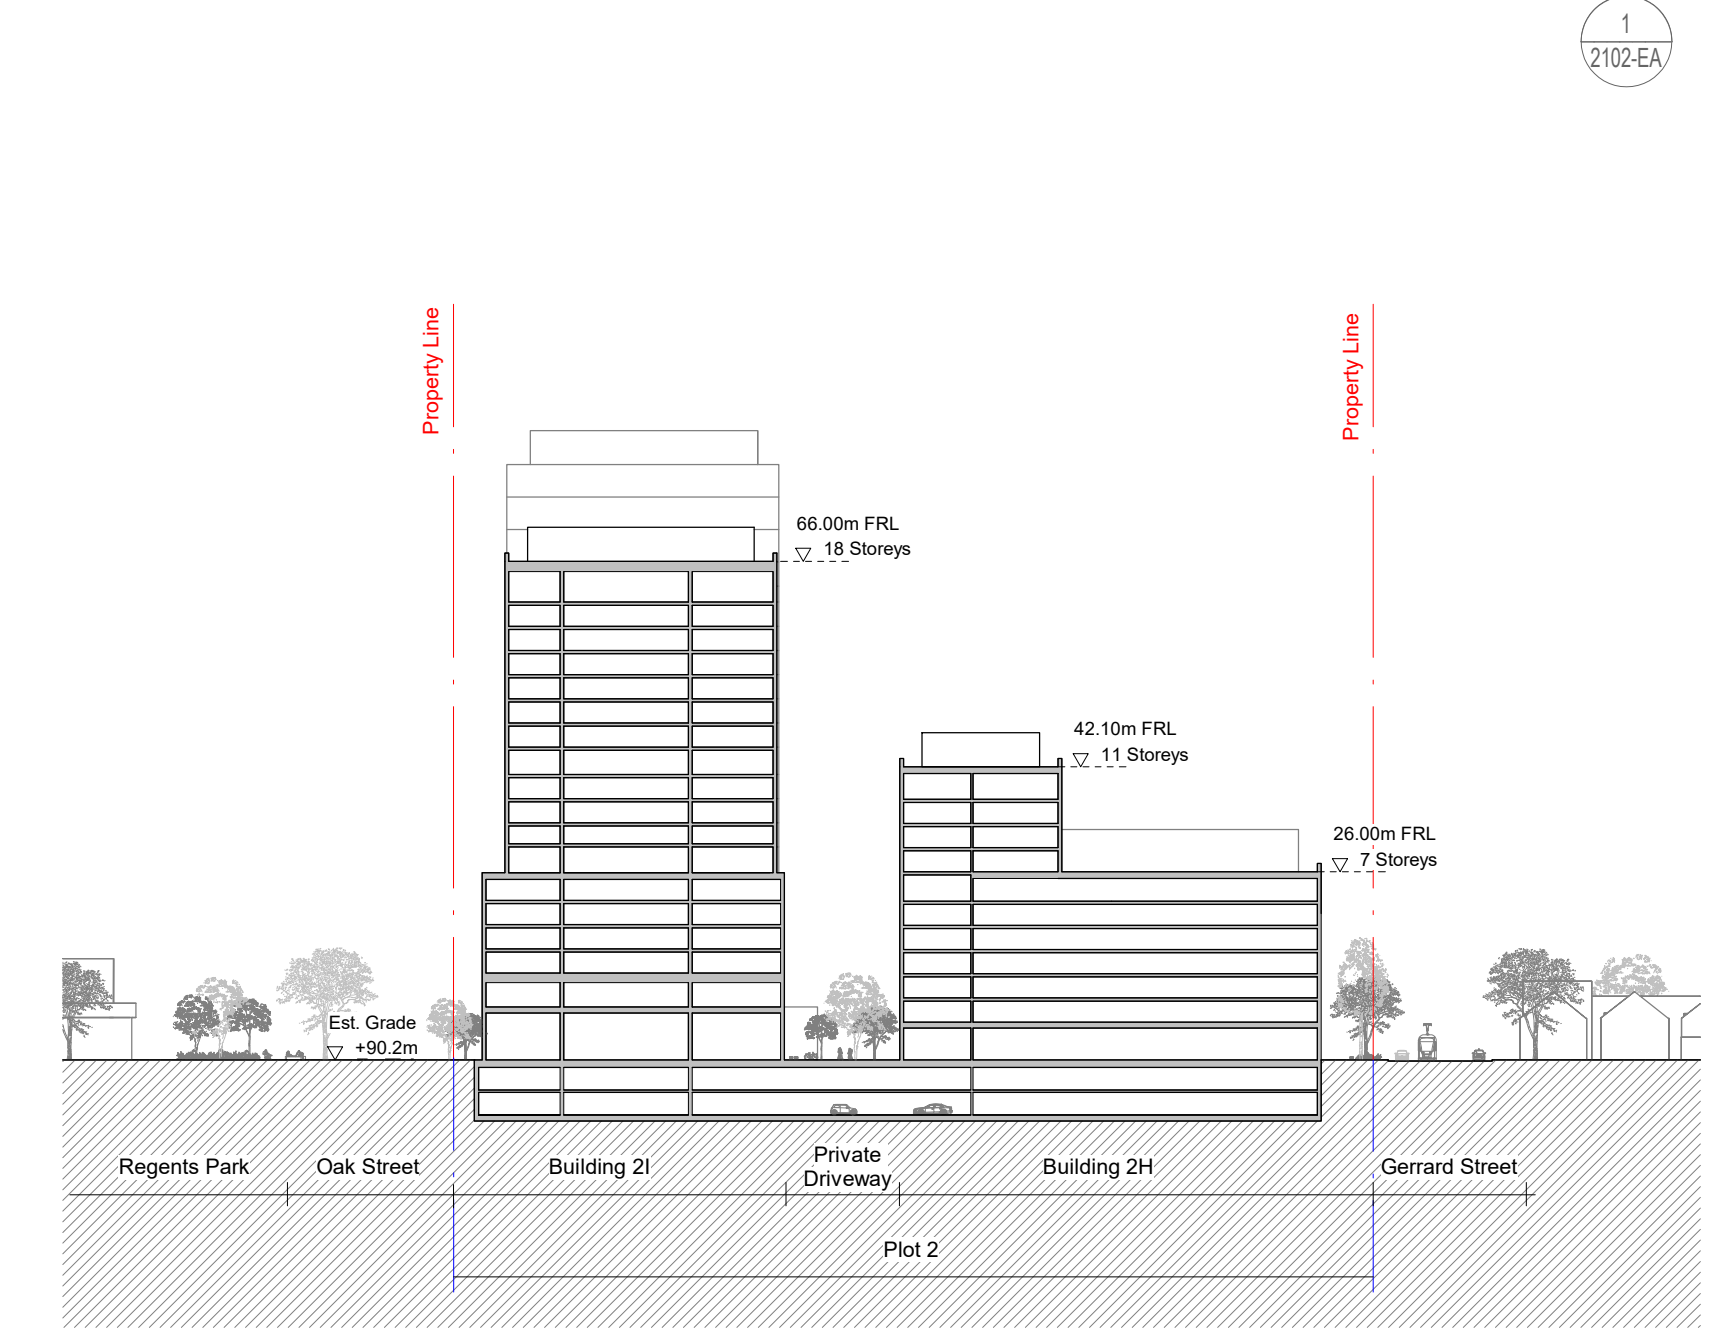 1
2102-EA
Property Line
Property Line
66.00m FRL
18 Storeys
42.10m FRL
11 Storeys
26.00m FRL
7 Storeys
Est. Grade
+90.2m
Regents Park
Oak Street
Building 2I
Private
Driveway
Building 2H
Gerrard Street
Plot 2